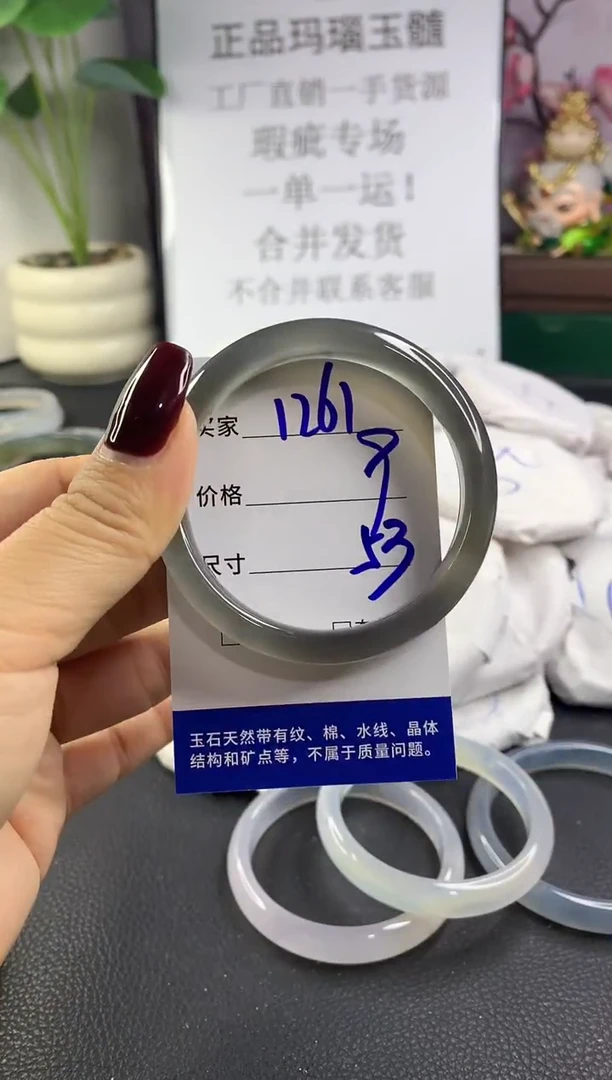 正品玛瑙玉髓
工厂直销一手货源
瑕疵专场
一单一运！
合并发货
不合并联系客服
买家 1261
价格
尺寸 53
玉石天然带有纹、棉、水线、晶体
结构和矿点等，不属于质量问题。